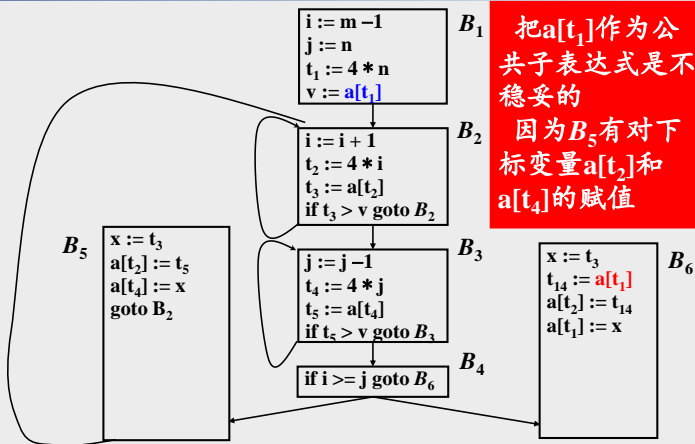 B₁
i := m – 1
j := n
t₁ := 4 * n
v := a[t₁]
把a[t₁]作为公
共子表达式是不
稳妥的
因为B₅有对下
标变量a[t₂]和
a[t₄]的赋值
B₂
i := i + 1
t₂ := 4 * i
t₃ := a[t₂]
if t₃ > v goto B₂
B₃
j := j – 1
t₄ := 4 * j
t₅ := a[t₄]
if t₅ > v goto B₃
B₄
if i >= j goto B₆
B₅
x := t₃
a[t₂] := t₅
a[t₄] := x
goto B₂
B₆
x := t₃
t₁₄ := a[t₁]
a[t₂] := t₁₄
a[t₁] := x